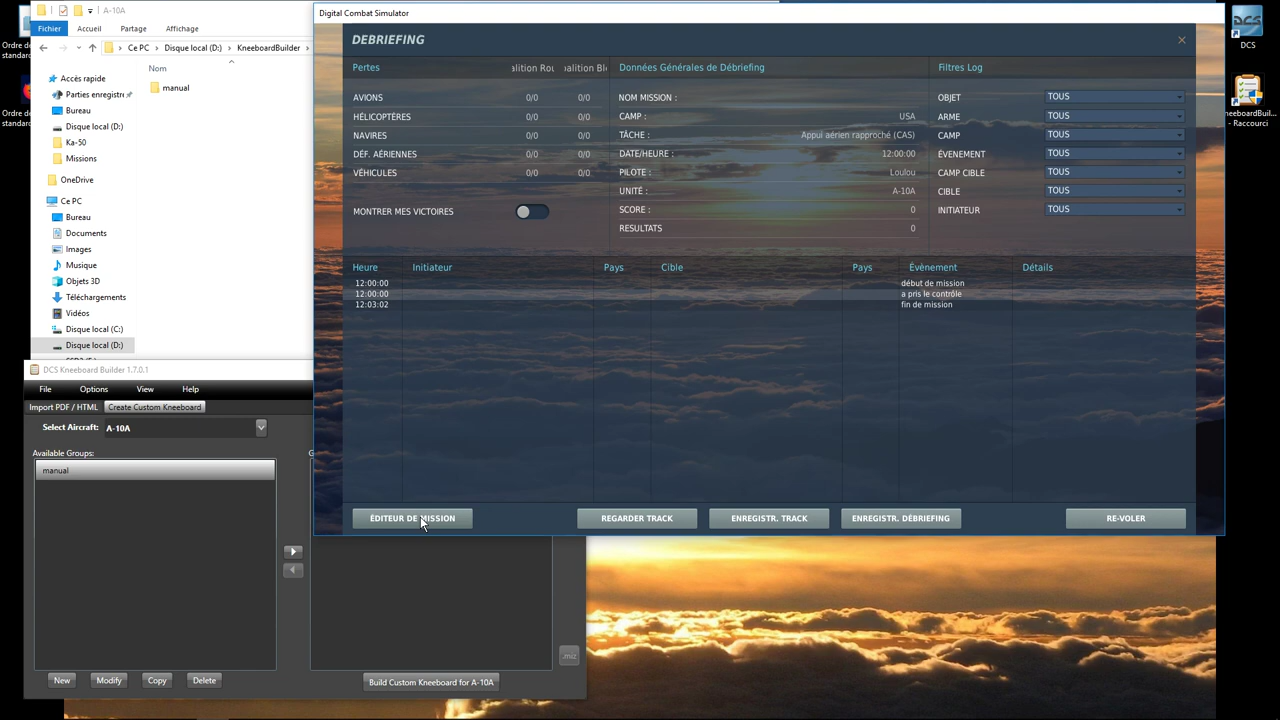 A-10A
Fichier Accueil Partage Affichage
Ce PC Disque local (D:) KneeboardBuilder
Nom
manual
Accès rapide
Parties enregistr
Bureau
Disque local (D:)
Ka-50
Missions
OneDrive
Ce PC
Bureau
Documents
Images
Musique
Objets 3D
Téléchargements
Vidéos
Disque local (C:)
Disque local (D:)
Ordre de
standar
Ordre de
standar
Digital Combat Simulator
DEBRIEFING
Pertes alition Rou alition Bl
AVIONS 0/0 0/0
HÉLICOPTÈRES 0/0 0/0
NAVIRES 0/0 0/0
DÉF. AÉRIENNES 0/0 0/0
VÉHICULES 0/0 0/0
MONTRER MES VICTOIRES
Données Générales de Débriefing
NOM MISSION :
CAMP : USA
TÂCHE : Appui aérien rapproché (CAS)
DATE/HEURE : 12:00:00
PILOTE : Loulou
UNITÉ : A-10A
SCORE : 0
RESULTATS 0
Filtres Log
OBJET TOUS
ARME TOUS
CAMP TOUS
ÉVENEMENT TOUS
CAMP CIBLE TOUS
CIBLE TOUS
INITIATEUR TOUS
Heure Initiateur Pays Cible Pays Évènement Détails
12:00:00 début de mission
12:00:00 a pris le contrôle
12:03:02 fin de mission
ÉDITEUR DE MISSION REGARDER TRACK ENREGISTR. TRACK ENREGISTR. DÉBRIEFING RE-VOLER
DCS
neeboardBuil...
- Raccourci
DCS Kneeboard Builder 1.7.0.1
File Options View Help
Import PDF / HTML Create Custom Kneeboard
Select Aircraft: A-10A
Available Groups: G
manual
.miz
New Modify Copy Delete
Build Custom Kneeboard for A-10A